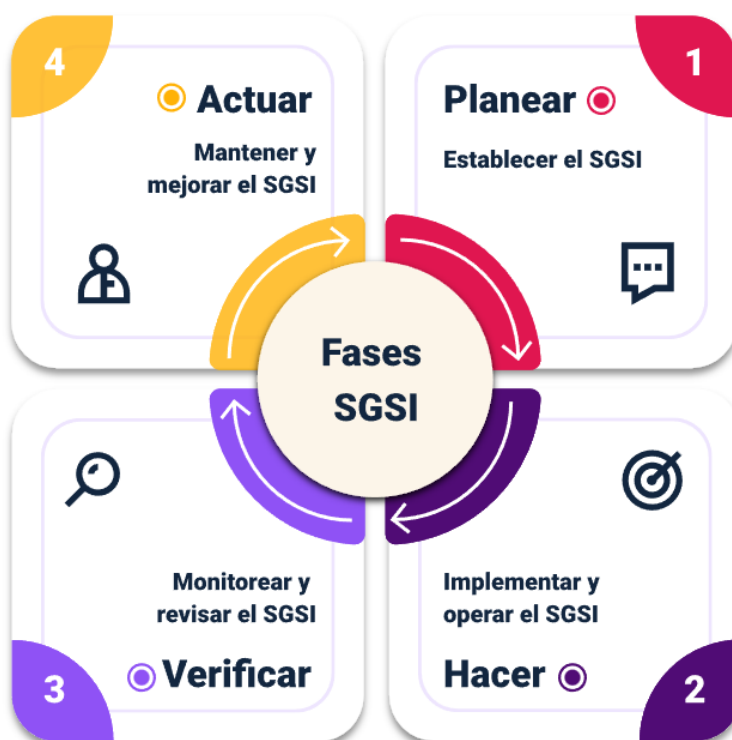 4
Actuar
Mantener y
mejorar el SGSI
1
Planear
Establecer el SGSI
Fases
SGSI
Monitorear y
revisar el SGSI
Verificar
3
Implementar y
operar el SGSI
Hacer
2